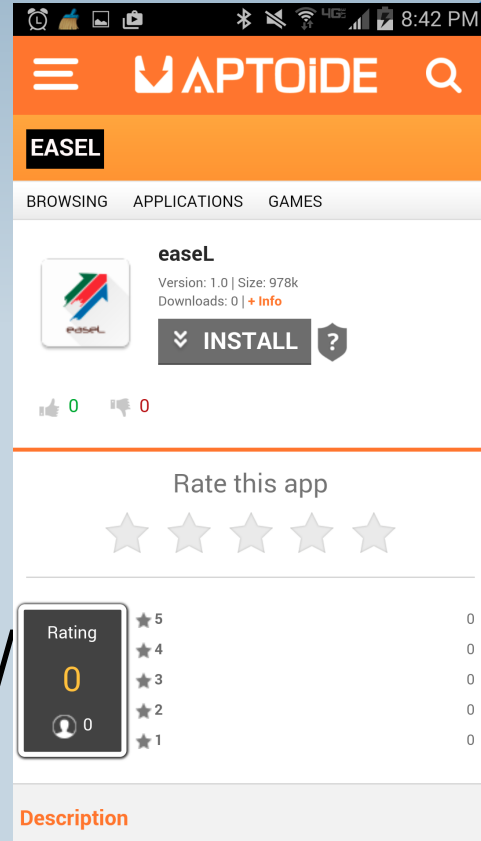 4G 8:42 PM
APTOiDE
EASEL
BROWSING APPLICATIONS GAMES
easeL
easeL
Version: 1.0 | Size: 978k
Downloads: 0 | + Info
INSTALL ?
0 0
Rate this app
Rating
0
0
5 0
4 0
3 0
2 0
1 0
Description